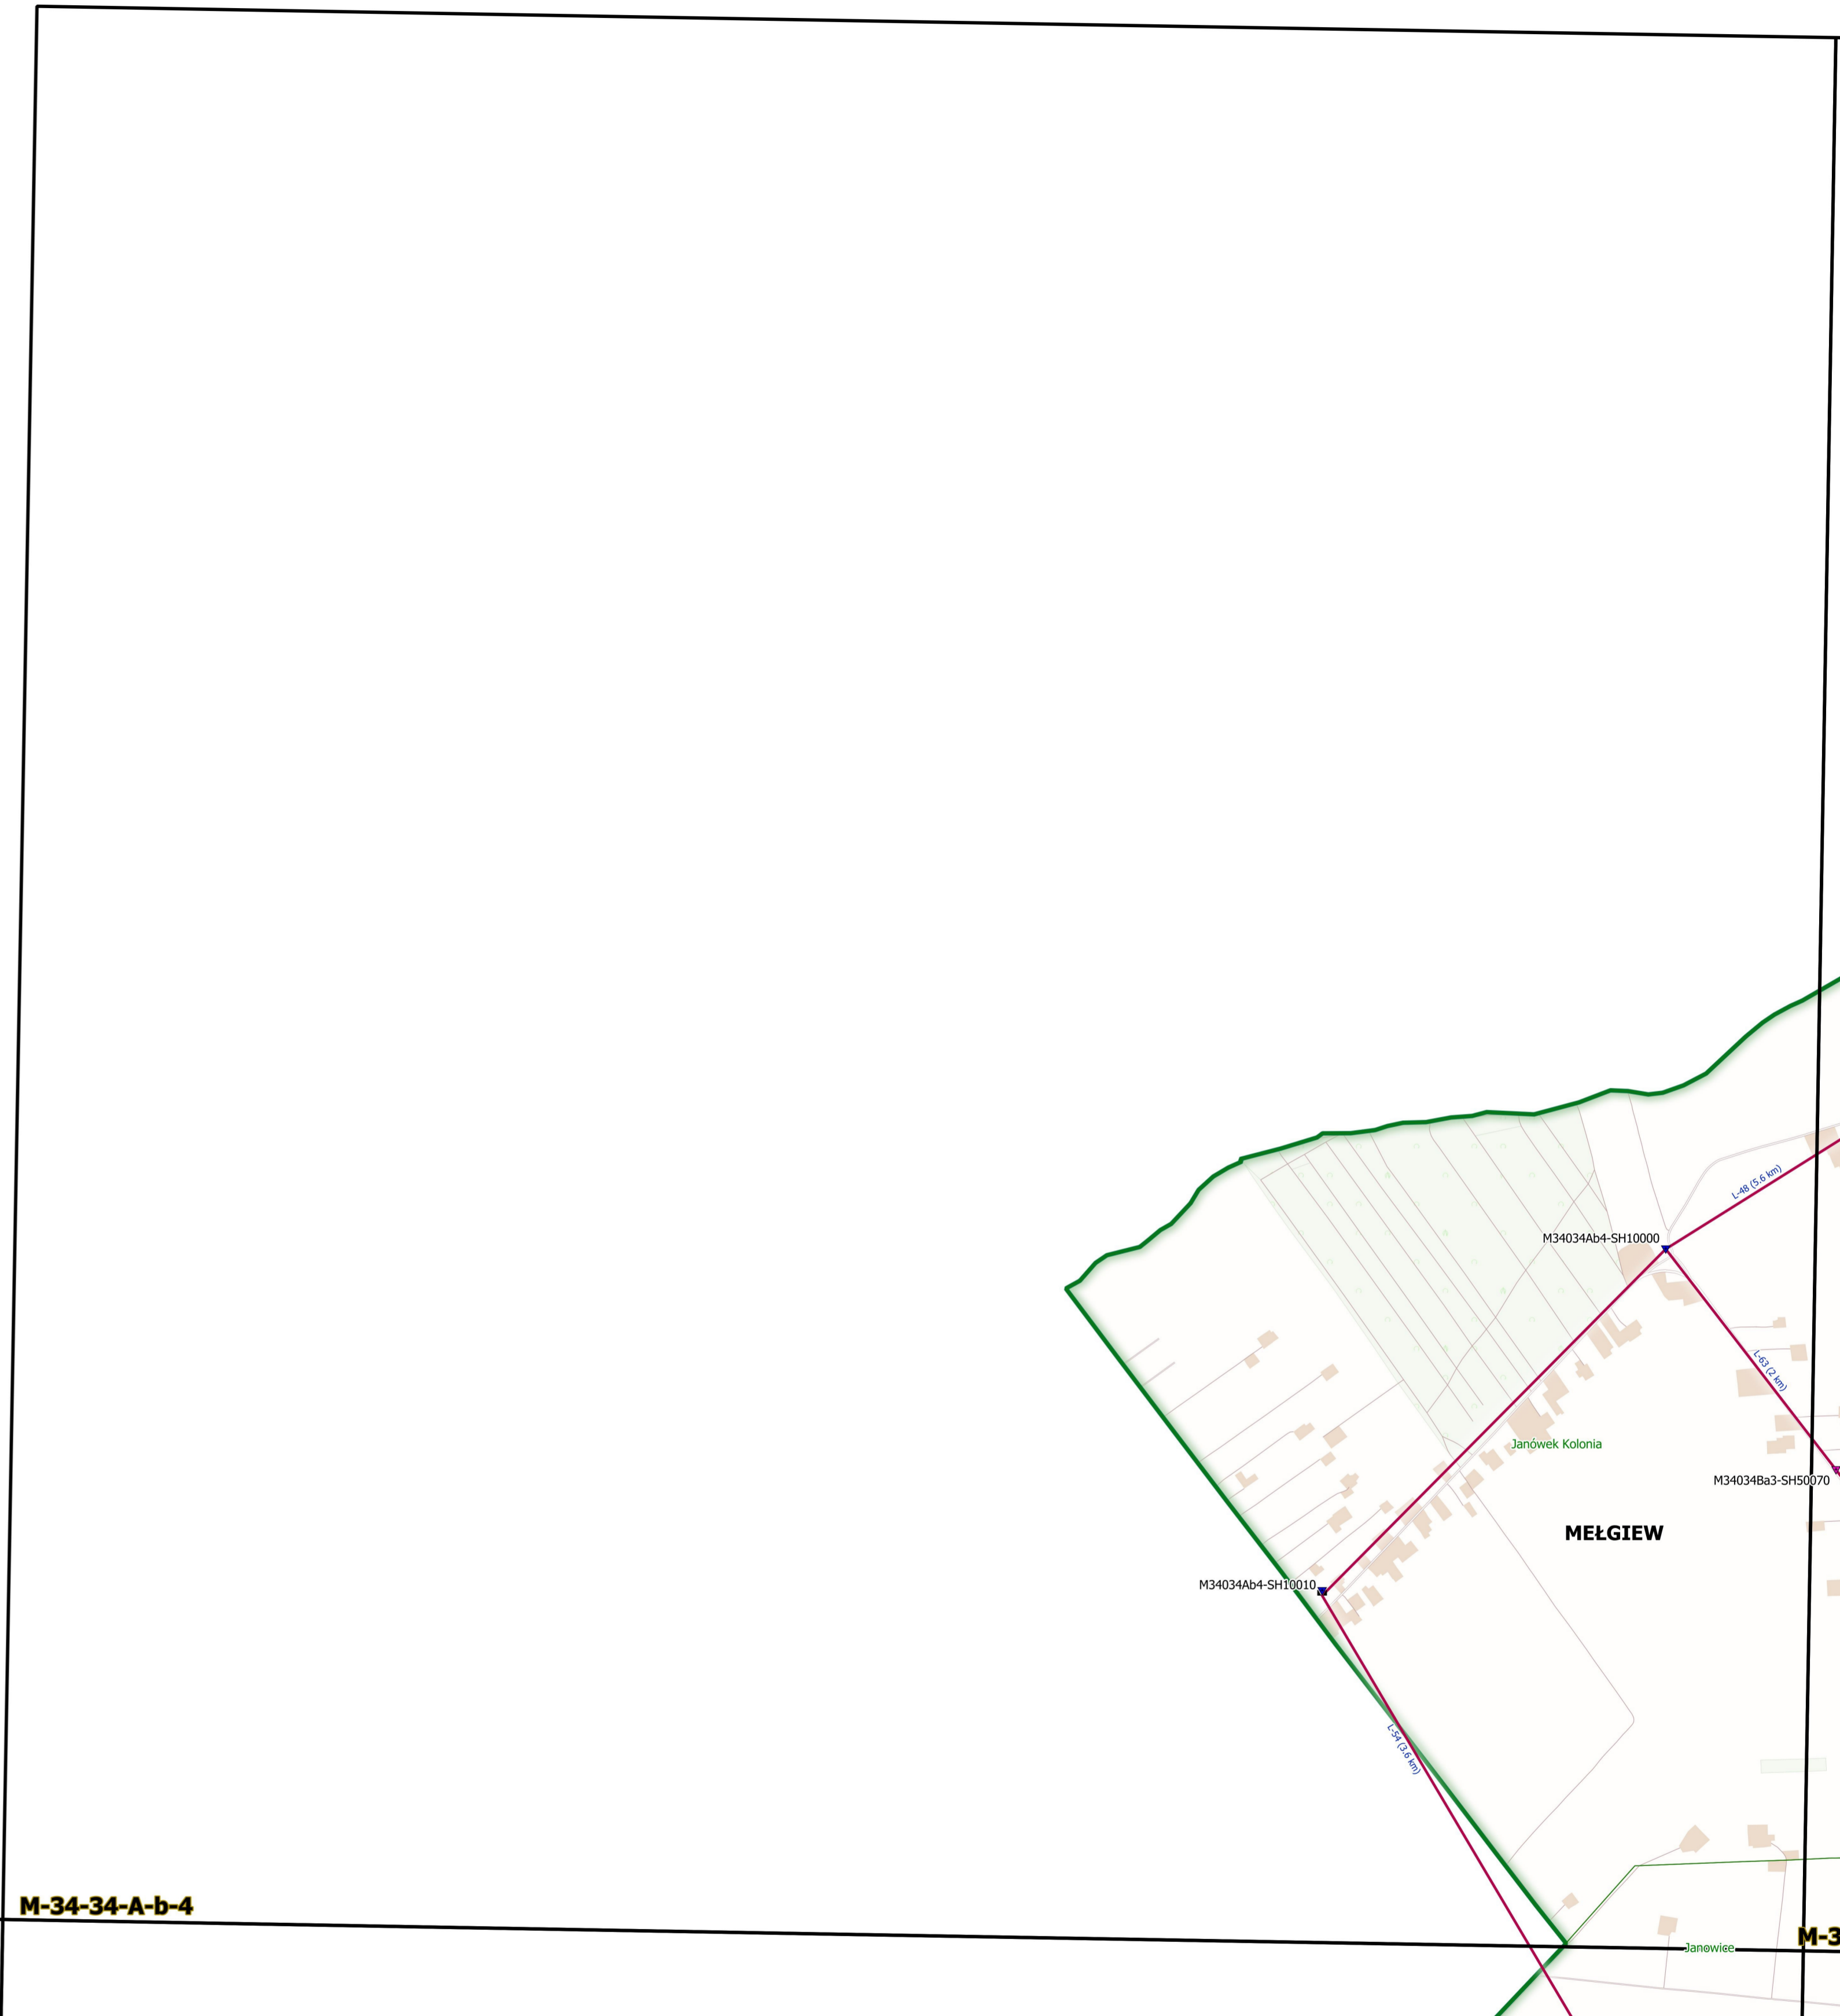 L-48 (5.6 km)
M34034Ab4-SH10000
L-63 (2 km)
Janówek Kolonia
M34034Ba3-SH50070
MEŁGIEW
M34034Ab4-SH10010
L-54 (3.6 km)
M-34-34-A-b-4
M-3
Janowice